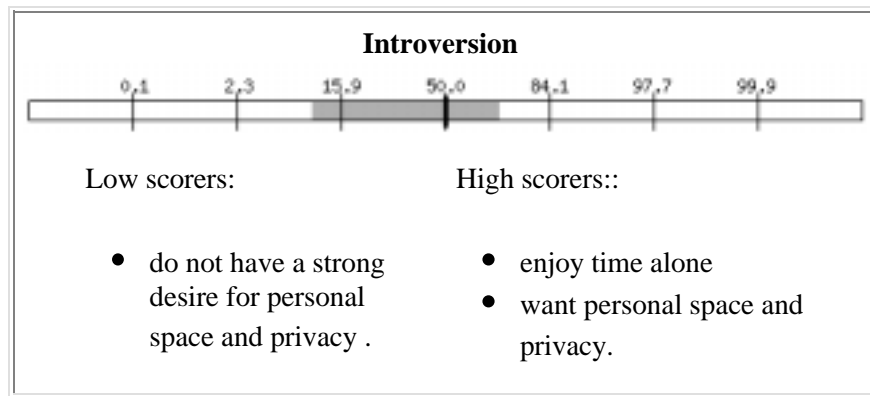 Introversion
0.1 2.3 15.9 50.0 84.1 97.7 99.9
Low scorers:
High scorers::
do not have a strong
desire for personal
space and privacy .
enjoy time alone
want personal space and
privacy.